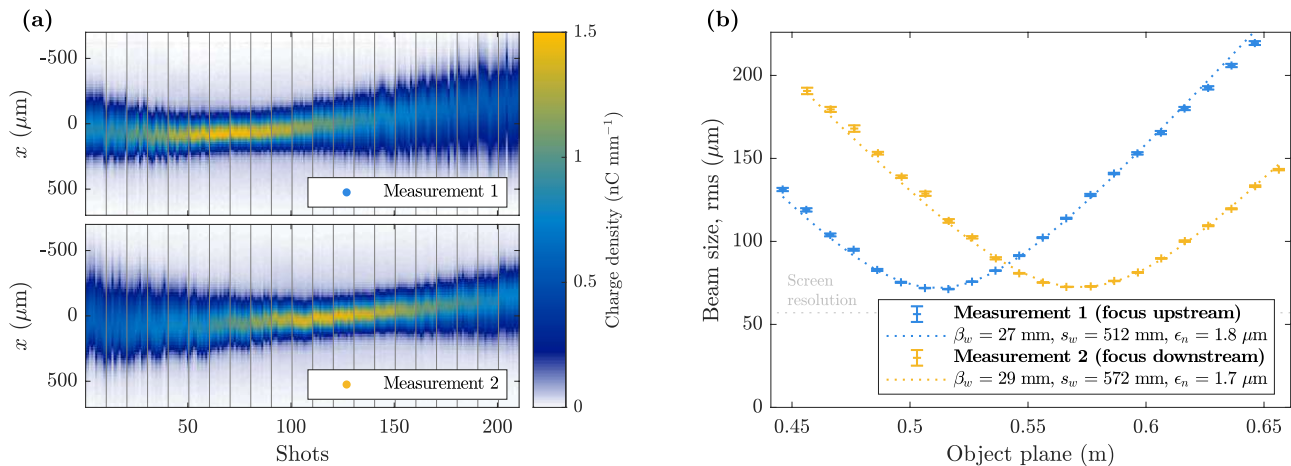 (a)
-500
0
500
x (μm)
Measurement 1
-500
0
500
x (μm)
Measurement 2
50
100
150
200
Shots
1.5
1
0.5
0
Charge density (nC mm⁻¹)
(b)
200
150
100
50
0
Beam size, rms (μm)
Screen
resolution
Measurement 1 (focus upstream)
β_w = 27 mm, s_w = 512 mm, ϵ_n = 1.8 μm
Measurement 2 (focus downstream)
β_w = 29 mm, s_w = 572 mm, ϵ_n = 1.7 μm
0.45
0.5
0.55
0.6
0.65
Object plane (m)